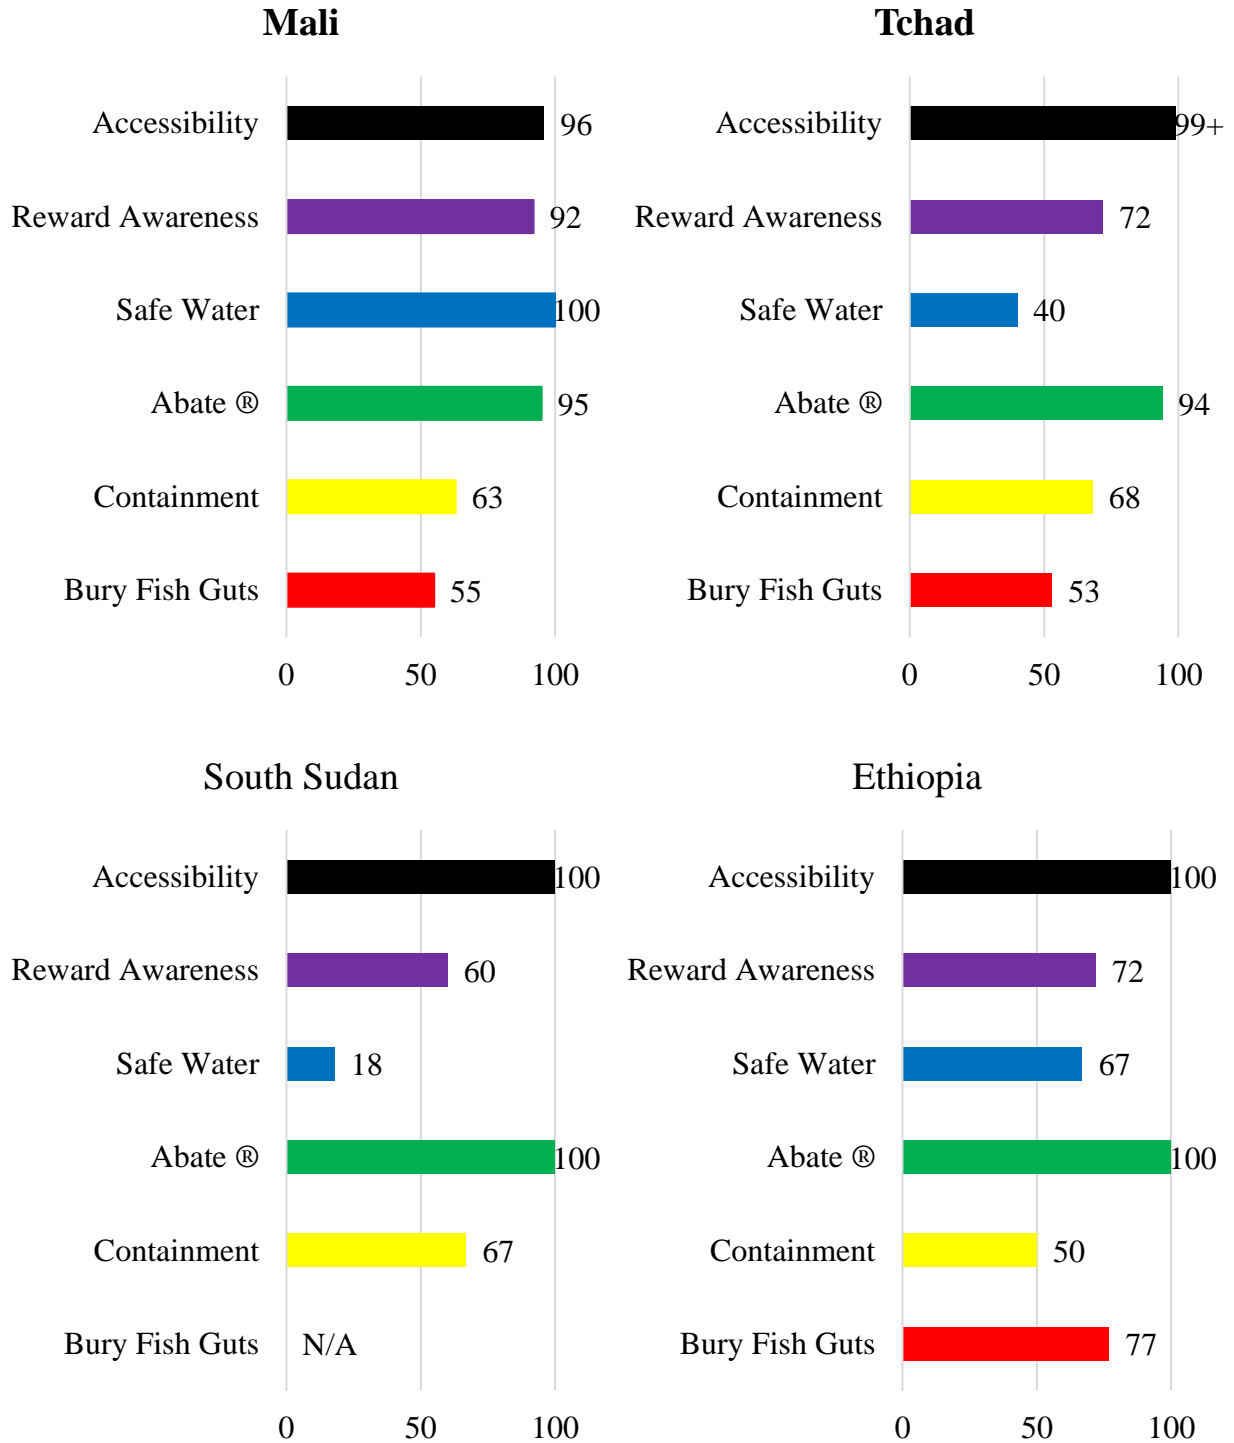 Mali
Accessibility 96
Reward Awareness 92
Safe Water 100
Abate ® 95
Containment 63
Bury Fish Guts 55
0 50 100
Tchad
Accessibility 99+
Reward Awareness 72
Safe Water 40
Abate ® 94
Containment 68
Bury Fish Guts 53
0 50 100
South Sudan
Accessibility 100
Reward Awareness 60
Safe Water 18
Abate ® 100
Containment 67
Bury Fish Guts N/A
0 50 100
Ethiopia
Accessibility 100
Reward Awareness 72
Safe Water 67
Abate ® 100
Containment 50
Bury Fish Guts 77
0 50 100